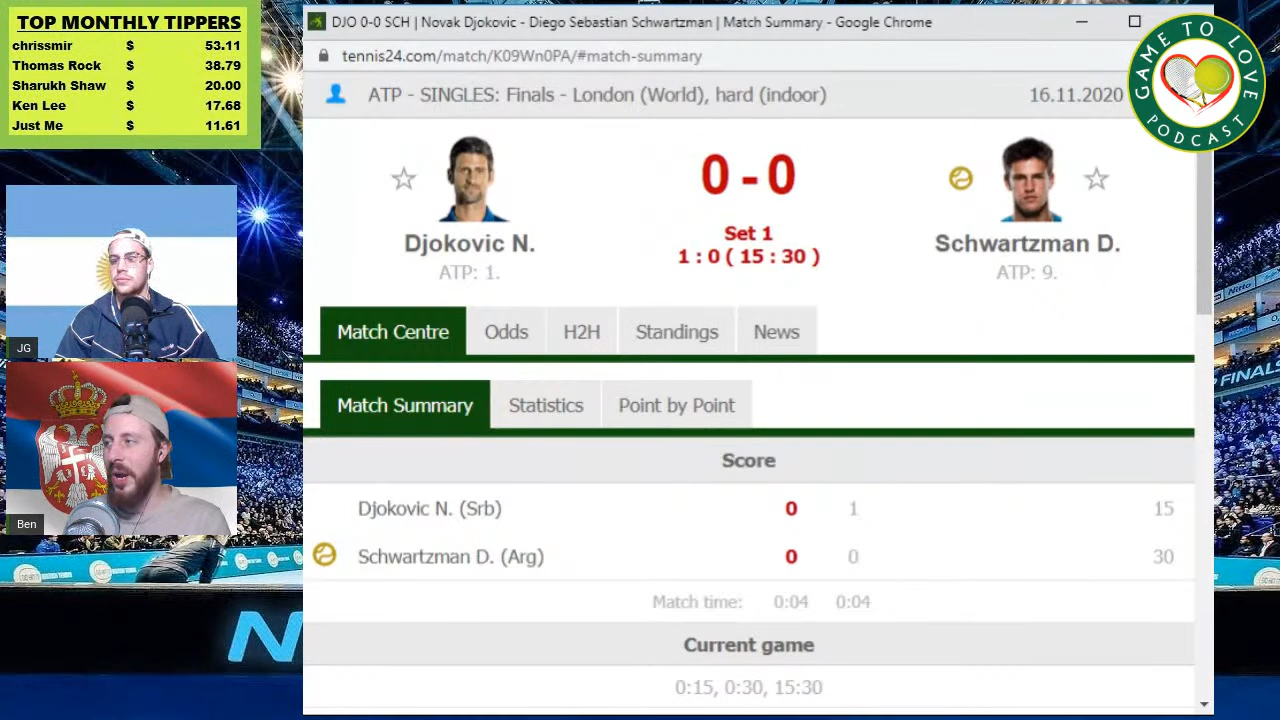 TOP MONTHLY TIPPERS
chrissmir $ 53.11
Thomas Rock $ 38.79
Sharukh Shaw $ 20.00
Ken Lee $ 17.68
Just Me $ 11.61
JG
Ben
DJO 0-0 SCH | Novak Djokovic - Diego Sebastian Schwartzman | Match Summary - Google Chrome
tennis24.com/match/K09Wn0PA/#match-summary
ATP - SINGLES: Finals - London (World), hard (indoor) 16.11.2020
GAME TO LOVE
PODCAST
0 - 0
Set 1
1 : 0 ( 15 : 30 )
Djokovic N.
ATP: 1.
Schwartzman D.
ATP: 9.
Match Centre Odds H2H Standings News
Match Summary Statistics Point by Point
Score
Djokovic N. (Srb) 0 1 15
Schwartzman D. (Arg) 0 0 30
Match time: 0:04 0:04
Current game
0:15, 0:30, 15:30
Nitto
FINALS